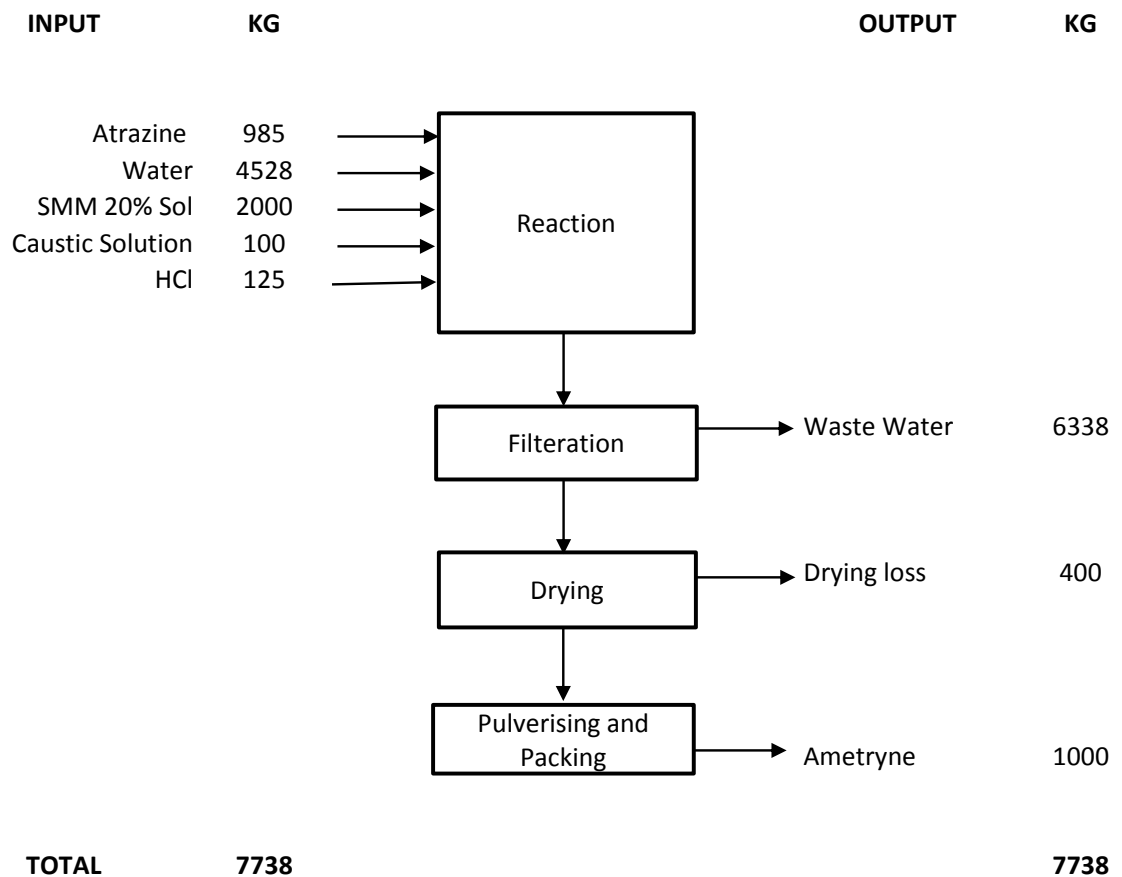 INPUT KG OUTPUT KG
Atrazine 985
Water 4528
SMM 20% Sol 2000
Caustic Solution 100
HCl 125
Reaction
Filteration
Waste Water 6338
Drying
Drying loss 400
Pulverising and
Packing
Ametryne 1000
TOTAL 7738 7738